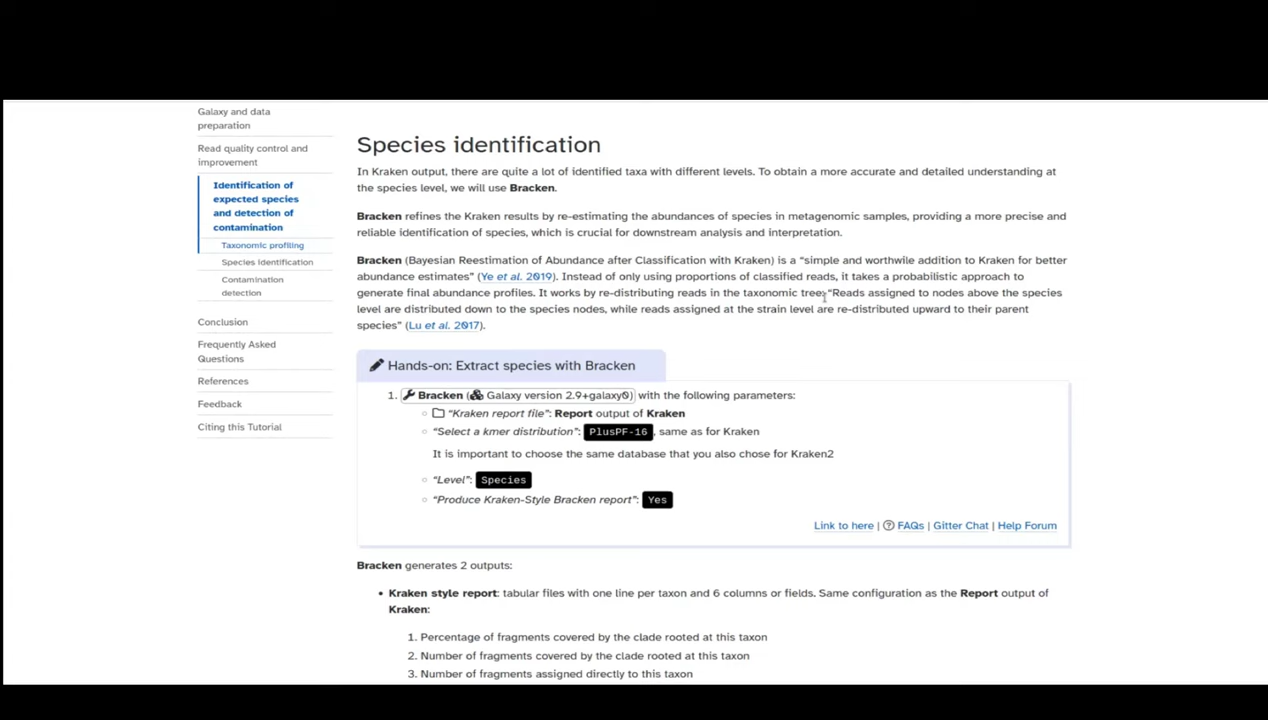 Galaxy and data
preparation
Read quality control and
improvement
Identification of
expected species
and detection of
contamination
Taxonomic profiling
Species Identification
Contamination
detection
Conclusion
Frequently Asked
Questions
References
Feedback
Citing this Tutorial
Species identification
In Kraken output, there are quite a lot of identified taxa with different levels. To obtain a more accurate and detailed understanding at
the species level, we will use Bracken.
Bracken refines the Kraken results by re-estimating the abundances of species in metagenomic samples, providing a more precise and
reliable identification of species, which is crucial for downstream analysis and interpretation.
Bracken (Bayesian Reestimation of Abundance after Classification with Kraken) is a “simple and worthwile addition to Kraken for better
abundance estimates” (Ye et al. 2019). Instead of only using proportions of classified reads, it takes a probabilistic approach to
generate final abundance profiles. It works by re-distributing reads in the taxonomic tree: “Reads assigned to nodes above the species
level are distributed down to the species nodes, while reads assigned at the strain level are re-distributed upward to their parent
species” (Lu et al. 2017).
Hands-on: Extract species with Bracken
1. Bracken ( Galaxy version 2.9+galaxy0) with the following parameters:
“Kraken report file”: Report output of Kraken
“Select a kmer distribution”: PlusPF-16, same as for Kraken
It is important to choose the same database that you also chose for Kraken2
“Level”: Species
“Produce Kraken-Style Bracken report”: Yes
Link to here | FAQs | Gitter Chat | Help Forum
Bracken generates 2 outputs:
• Kraken style report: tabular files with one line per taxon and 6 columns or fields. Same configuration as the Report output of
Kraken:
1. Percentage of fragments covered by the clade rooted at this taxon
2. Number of fragments covered by the clade rooted at this taxon
3. Number of fragments assigned directly to this taxon